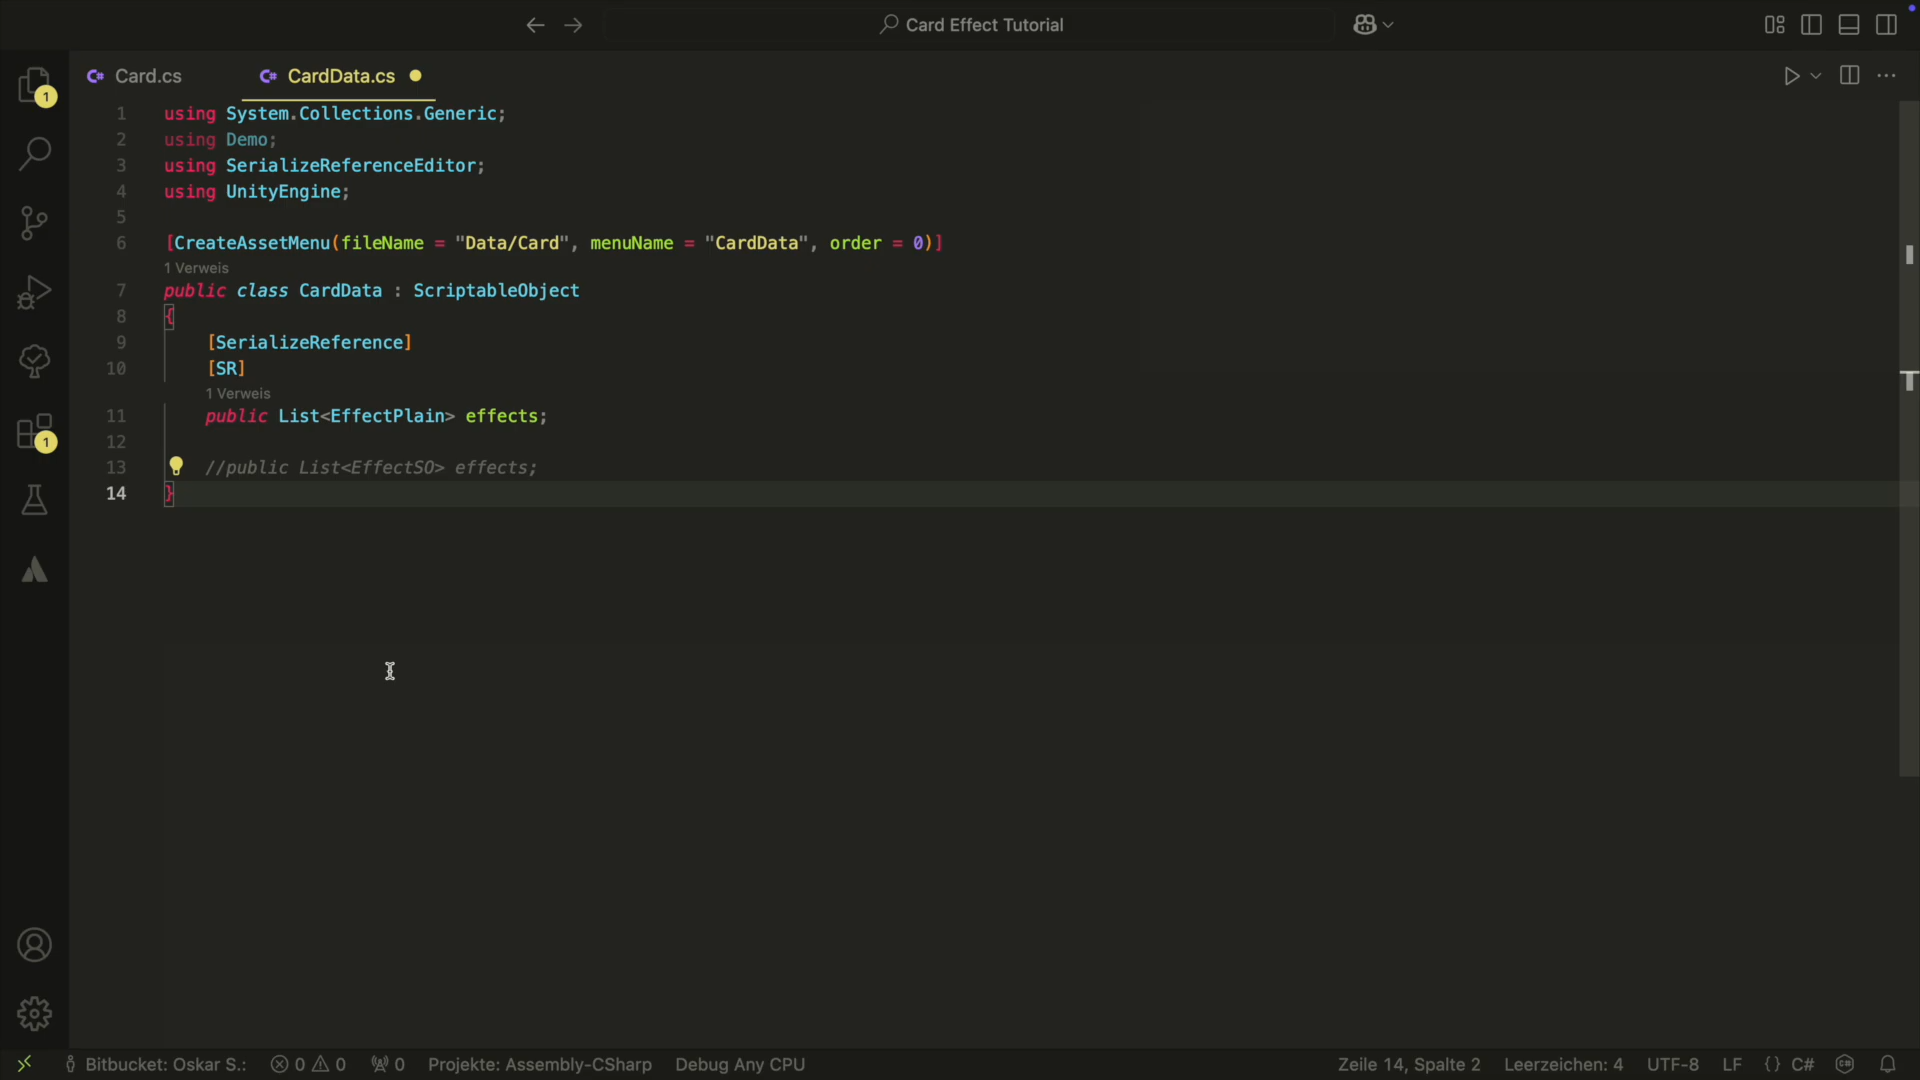 Card Effect Tutorial
Card.cs
CardData.cs
1
1 using System.Collections.Generic;
2 using Demo;
3 using SerializeReferenceEditor;
4 using UnityEngine;
5
6 [CreateAssetMenu(fileName = "Data/Card", menuName = "CardData", order = 0)]
1 Verweis
7 public class CardData : ScriptableObject
8 {
9 [SerializeReference]
10 [SR]
1 Verweis
11 public List<EffectPlain> effects;
12
13 //public List<EffectSO> effects;
14 }
1
Bitbucket: Oskar S.: 0 0 0 Projekte: Assembly-CSharp Debug Any CPU Zeile 14, Spalte 2 Leerzeichen: 4 UTF-8 LF {} C#